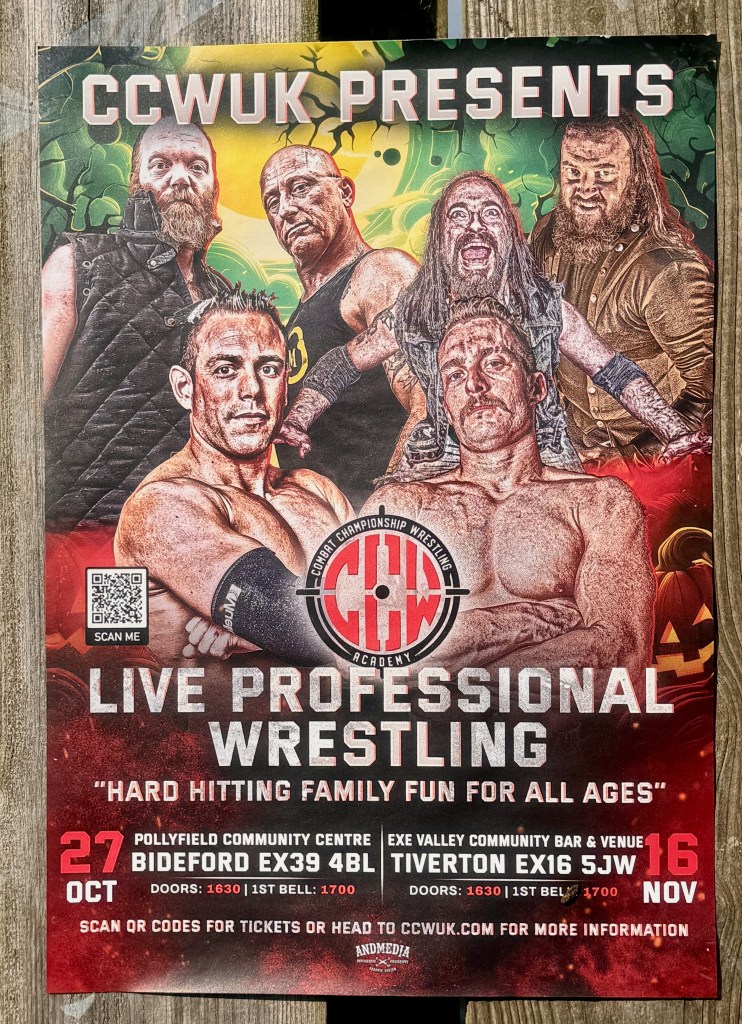 CCWUK PRESENTS
COMBAT CHAMPIONSHIP WRESTLING
CCW
ACADEMY
SCAN ME
LIVE PROFESSIONAL
WRESTLING
"HARD HITTING FAMILY FUN FOR ALL AGES"
27
OCT
POLLYFIELD COMMUNITY CENTRE
BIDEFORD EX39 4BL
DOORS: 1630 | 1ST BELL: 1700
EXE VALLEY COMMUNITY BAR & VENUE
TIVERTON EX16 5JW
DOORS: 1630 | 1ST BELL: 1700
16
NOV
SCAN QR CODES FOR TICKETS OR HEAD TO CCWUK.COM FOR MORE INFORMATION
ANDMEDIA